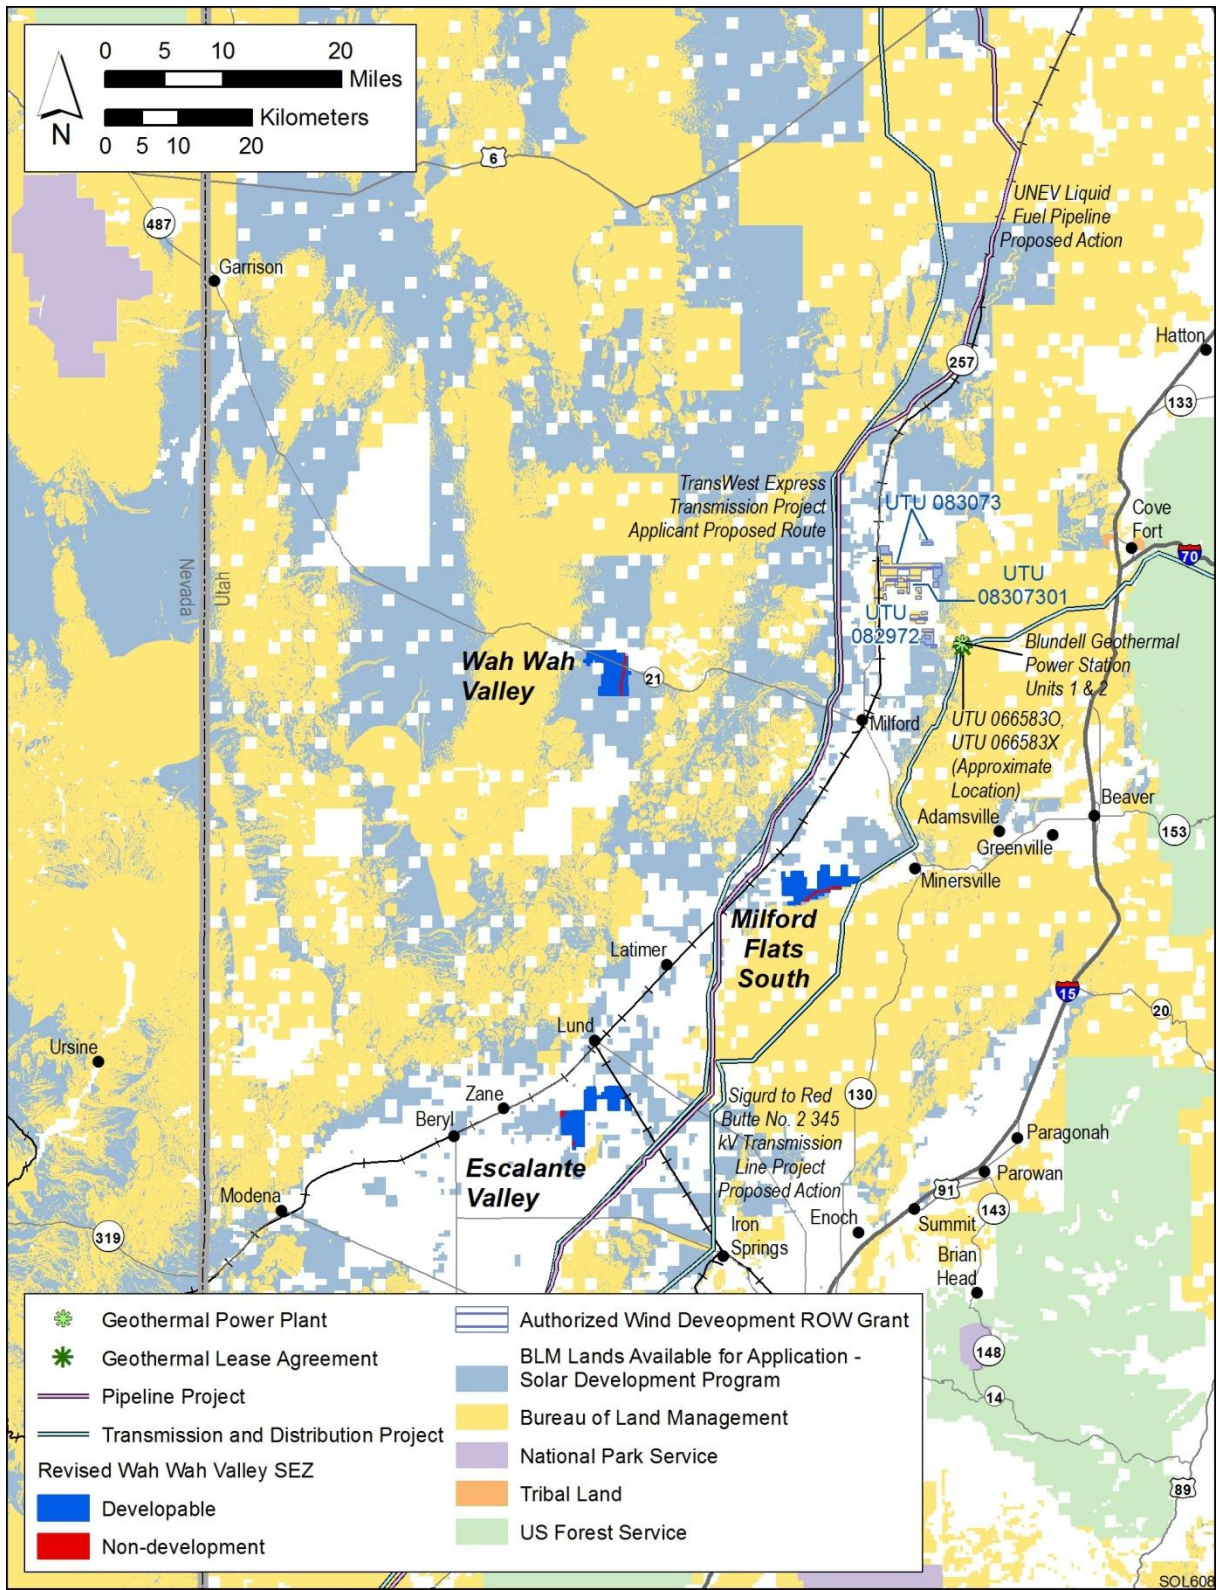 0 5 10 20
Miles
Kilometers
0 5 10 20
N
6
487
Garrison
UNEV Liquid
Fuel Pipeline
Proposed Action
Hatton
257
133
TransWest Express
Transmission Project
Applicant Proposed Route
UTU 083073
Cove
Fort
70
Nevada
Utah
UTU
08307301
UTU
082972
Blundell Geothermal
Power Station
Units 1 & 2
Wah Wah
Valley
21
UTU 066583O,
UTU 066583X
(Approximate
Location)
Milford
Beaver
Adamsville
153
Greenville
Minersville
Milford
Flats
South
Latimer
15
20
Lund
Ursine
Zane
Beryl
Sigurd to Red
Butte No. 2 345
kV Transmission
Line Project
Proposed Action
130
Paragonah
Escalante
Valley
Parowan
91
Modena
143
319
Enoch
Summit
Iron
Springs
Brian
Head
148
14
89
Geothermal Power Plant
Geothermal Lease Agreement
Pipeline Project
Transmission and Distribution Project
Revised Wah Wah Valley SEZ
Developable
Non-development
Authorized Wind Deveopment ROW Grant
BLM Lands Available for Application -
Solar Development Program
Bureau of Land Management
National Park Service
Tribal Land
US Forest Service
SOL608